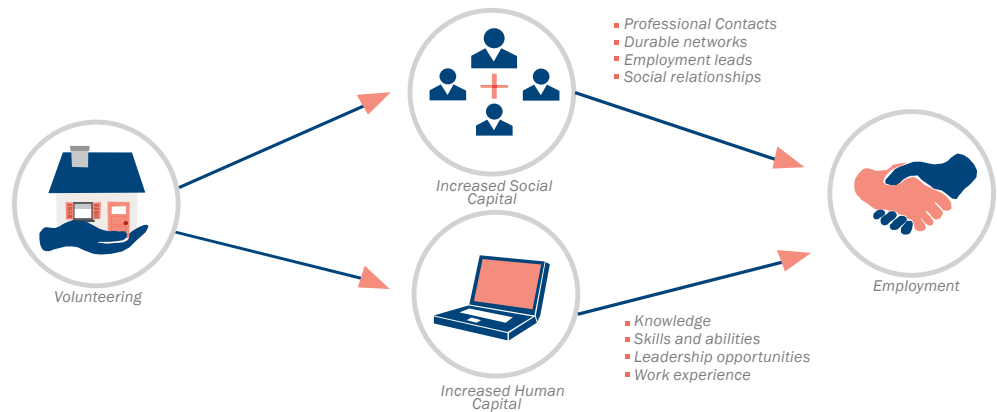 Professional Contacts
Durable networks
Employment leads
Social relationships
Increased Social
Capital
Volunteering
Employment
Knowledge
Skills and abilities
Leadership opportunities
Work experience
Increased Human
Capital